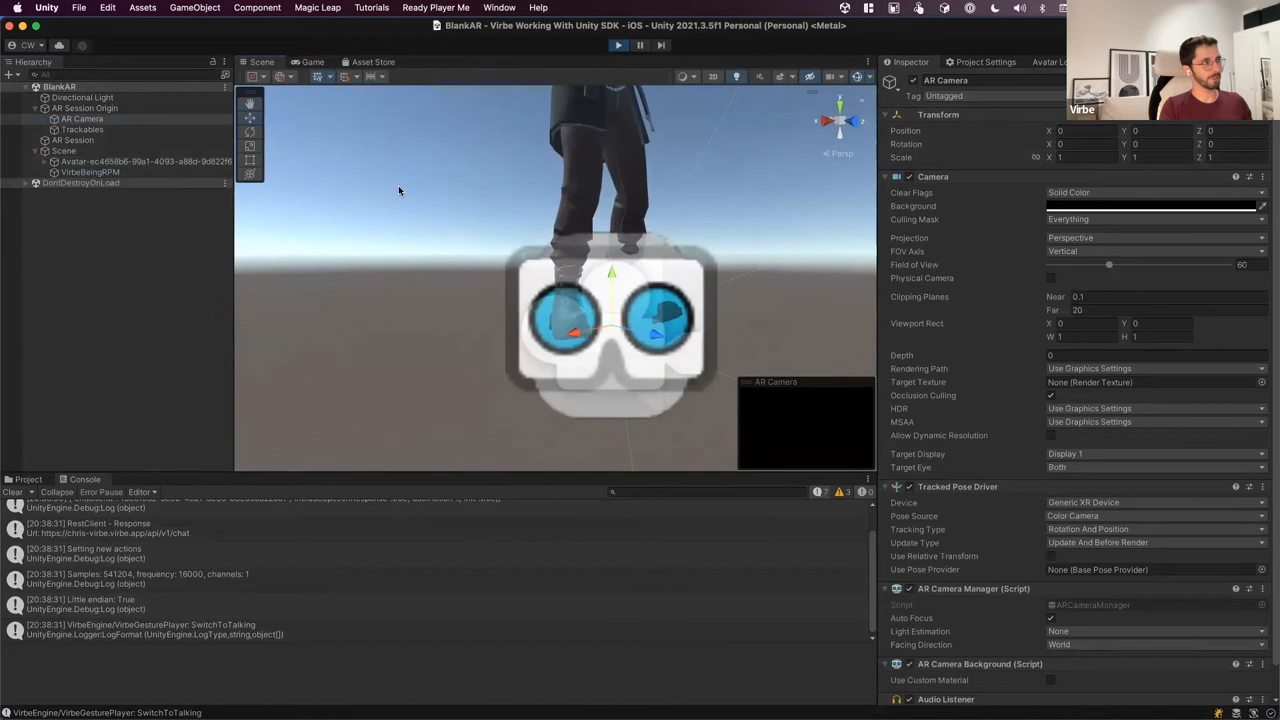 Unity File Edit Assets GameObject Component Magic Leap Tutorials Ready Player Me Window Help
BlankAR - Virbe Working With Unity SDK - iOS - Unity 2021.3.5f1 Personal (Personal) <Metal>
CW
Hierarchy
All
BlankAR
Directional Light
AR Session Origin
AR Camera
Trackables
AR Session
Scene
Avatar-ec4658b6-99a1-4093-a88d-9d822f6
VirbeBeingRPM
DontDestroyOnLoad
Scene Game Asset Store
2D
y
x
z
Persp
AR Camera
Inspector Project Settings Avatar Lo
Virbe
AR Camera
Tag Untagged
Transform
Position X 0 Y 0 Z 0
Rotation X 0 Y 0 Z 0
Scale X 1 Y 1 Z 1
Camera
Clear Flags Solid Color
Background
Culling Mask Everything
Projection Perspective
FOV Axis Vertical
Field of View 60
Physical Camera
Clipping Planes Near 0.1
Far 20
Viewport Rect X 0 Y 0
W 1 H 1
Depth 0
Rendering Path Use Graphics Settings
Target Texture None (Render Texture)
Occlusion Culling
HDR Use Graphics Settings
MSAA Use Graphics Settings
Allow Dynamic Resolution
Target Display Display 1
Target Eye Both
Tracked Pose Driver
Device Generic XR Device
Pose Source Color Camera
Tracking Type Rotation And Position
Update Type Update And Before Render
Use Relative Transform
Use Pose Provider None (Base Pose Provider)
AR Camera Manager (Script)
Script ARCameraManager
Auto Focus
Light Estimation None
Facing Direction World
AR Camera Background (Script)
Use Custom Material
Audio Listener
Project Console
Clear Collapse Error Pause Editor 7 3 0
UnityEngine.Debug:Log (object)
[20:38:31] RestClient - Response
Url: https://chris-virbe.virbe.app/api/v1/chat
[20:38:31] Setting new actions
UnityEngine.Debug:Log (object)
[20:38:31] Samples: 541204, frequency: 16000, channels: 1
UnityEngine.Debug:Log (object)
[20:38:31] Little endian: True
UnityEngine.Debug:Log (object)
[20:38:31] VirbeEngine/VirbeGesturePlayer: SwitchToTalking
UnityEngine.Logger:LogFormat (UnityEngine.LogType,string,object[])
VirbeEngine/VirbeGesturePlayer: SwitchToTalking